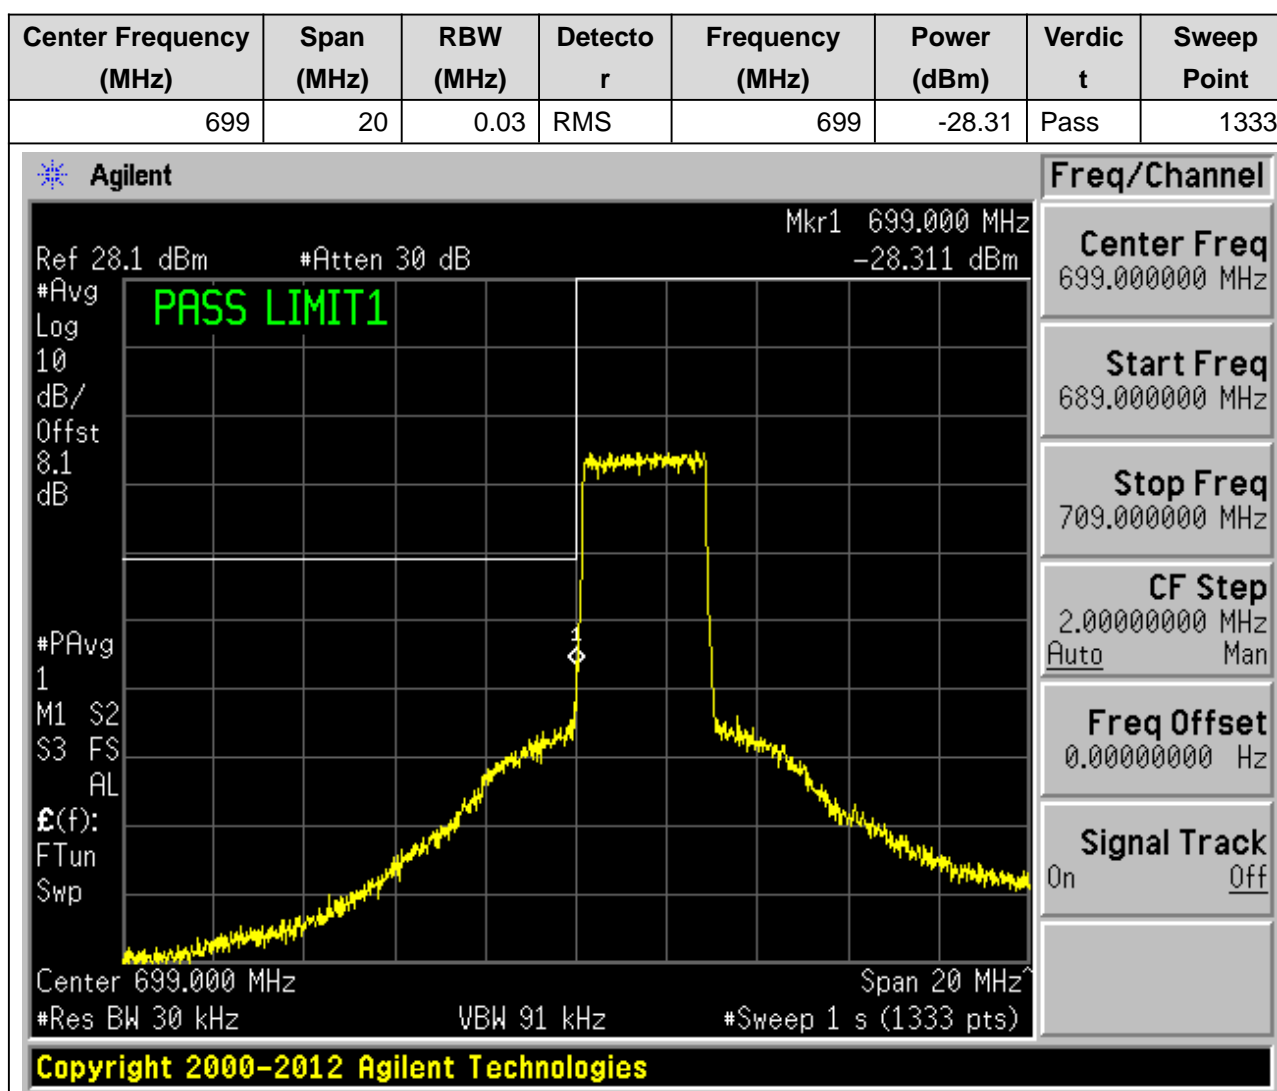 Center Frequency (MHz) Span (MHz) RBW (MHz) Detector Frequency (MHz) Power (dBm) Verdict Sweep Point
699 20 0.03 RMS 699 -28.31 Pass 1333
Agilent
Freq/Channel
Mkr1 699.000 MHz
Ref 28.1 dBm #Atten 30 dB -28.311 dBm
#Avg
Log
10
dB/
Offst
8.1
dB
PASS LIMIT1
1
#PAvg
1
M1 S2
S3 FS
AL
£(f):
FTun
Swp
Center 699.000 MHz Span 20 MHz^
#Res BW 30 kHz VBW 91 kHz #Sweep 1 s (1333 pts)
Center Freq
699.000000 MHz
Start Freq
689.000000 MHz
Stop Freq
709.000000 MHz
CF Step
2.00000000 MHz
Auto Man
Freq Offset
0.00000000 Hz
Signal Track
On Off
Copyright 2000-2012 Agilent Technologies